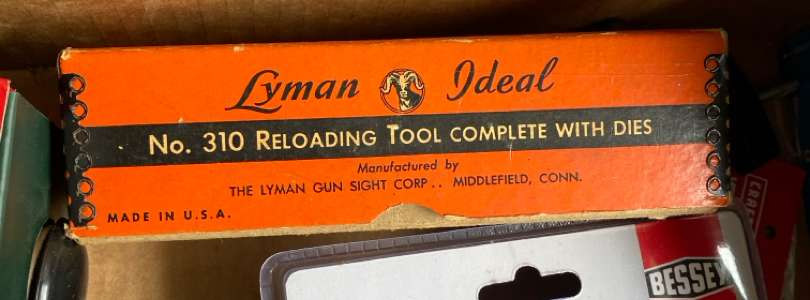 Lyman Ideal
No. 310 RELOADING TOOL COMPLETE WITH DIES
Manufactured by
THE LYMAN GUN SIGHT CORP.. MIDDLEFIELD, CONN.
MADE IN U.S.A.
BESSEY